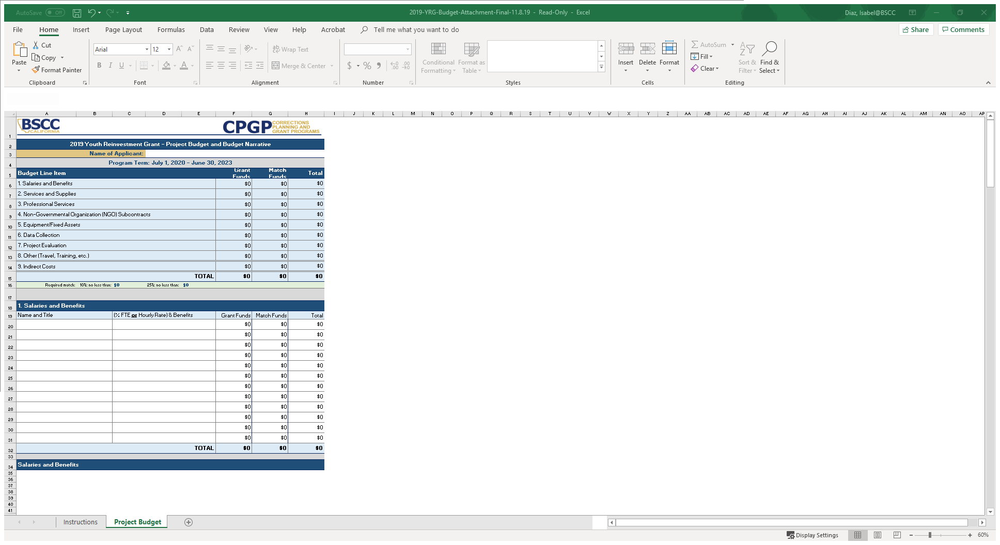 AutoSave Off 2019-YRG-Budget-Attachment-Final-11.8.19 - Read-Only - Excel Diaz, Isabel@BSCC
File Home Insert Page Layout Formulas Data Review View Help Acrobat Tell me what you want to do Share Comments
Paste Cut Copy Format Painter Clipboard
Arial 12 A A B I U A Font
ab Wrap Text Merge & Center Alignment
$ % 9 Number
Conditional Formatting Format as Table Styles
Insert Delete Format Cells
AutoSum Fill Clear Sort & Filter Find & Select Editing
A B C D E F G H I J K L M N O P Q R S T U V W X Y Z AA AB AC AD AE AF AG AH AI AJ AK AL AM AN AO AP
1 BSCC CALIFORNIA CPGP CORRECTIONS PLANNING AND GRANT PROGRAMS
2 2019 Youth Reinvestment Grant - Project Budget and Budget Narrative
3 Name of Applicant:
4 Program Term: July 1, 2020 - June 30, 2023
5 Budget Line Item Grant Funds Match Funds Total
6 1. Salaries and Benefits $0 $0 $0
7 2. Services and Supplies $0 $0 $0
8 3. Professional Services $0 $0 $0
9 4. Non-Governmental Organization (NGO) Subcontracts $0 $0 $0
10 5. Equipment/Fixed Assets $0 $0 $0
11 6. Data Collection $0 $0 $0
12 7. Project Evaluation $0 $0 $0
13 8. Other (Travel, Training, etc.) $0 $0 $0
14 9. Indirect Costs $0 $0 $0
15 TOTAL $0 $0 $0
16 Required match: 10%: no less than: $0 25%: no less than: $0
17
18 1. Salaries and Benefits
19 Name and Title (% FTE or Hourly Rate) & Benefits Grant Funds Match Funds Total
20 $0 $0 $0
21 $0 $0 $0
22 $0 $0 $0
23 $0 $0 $0
24 $0 $0 $0
25 $0 $0 $0
26 $0 $0 $0
27 $0 $0 $0
28 $0 $0 $0
29 $0 $0 $0
30 $0 $0 $0
31 $0 $0 $0
32 TOTAL $0 $0 $0
33
34 Salaries and Benefits
35
36
37
38
39
40
41
Instructions Project Budget
Display Settings 60%